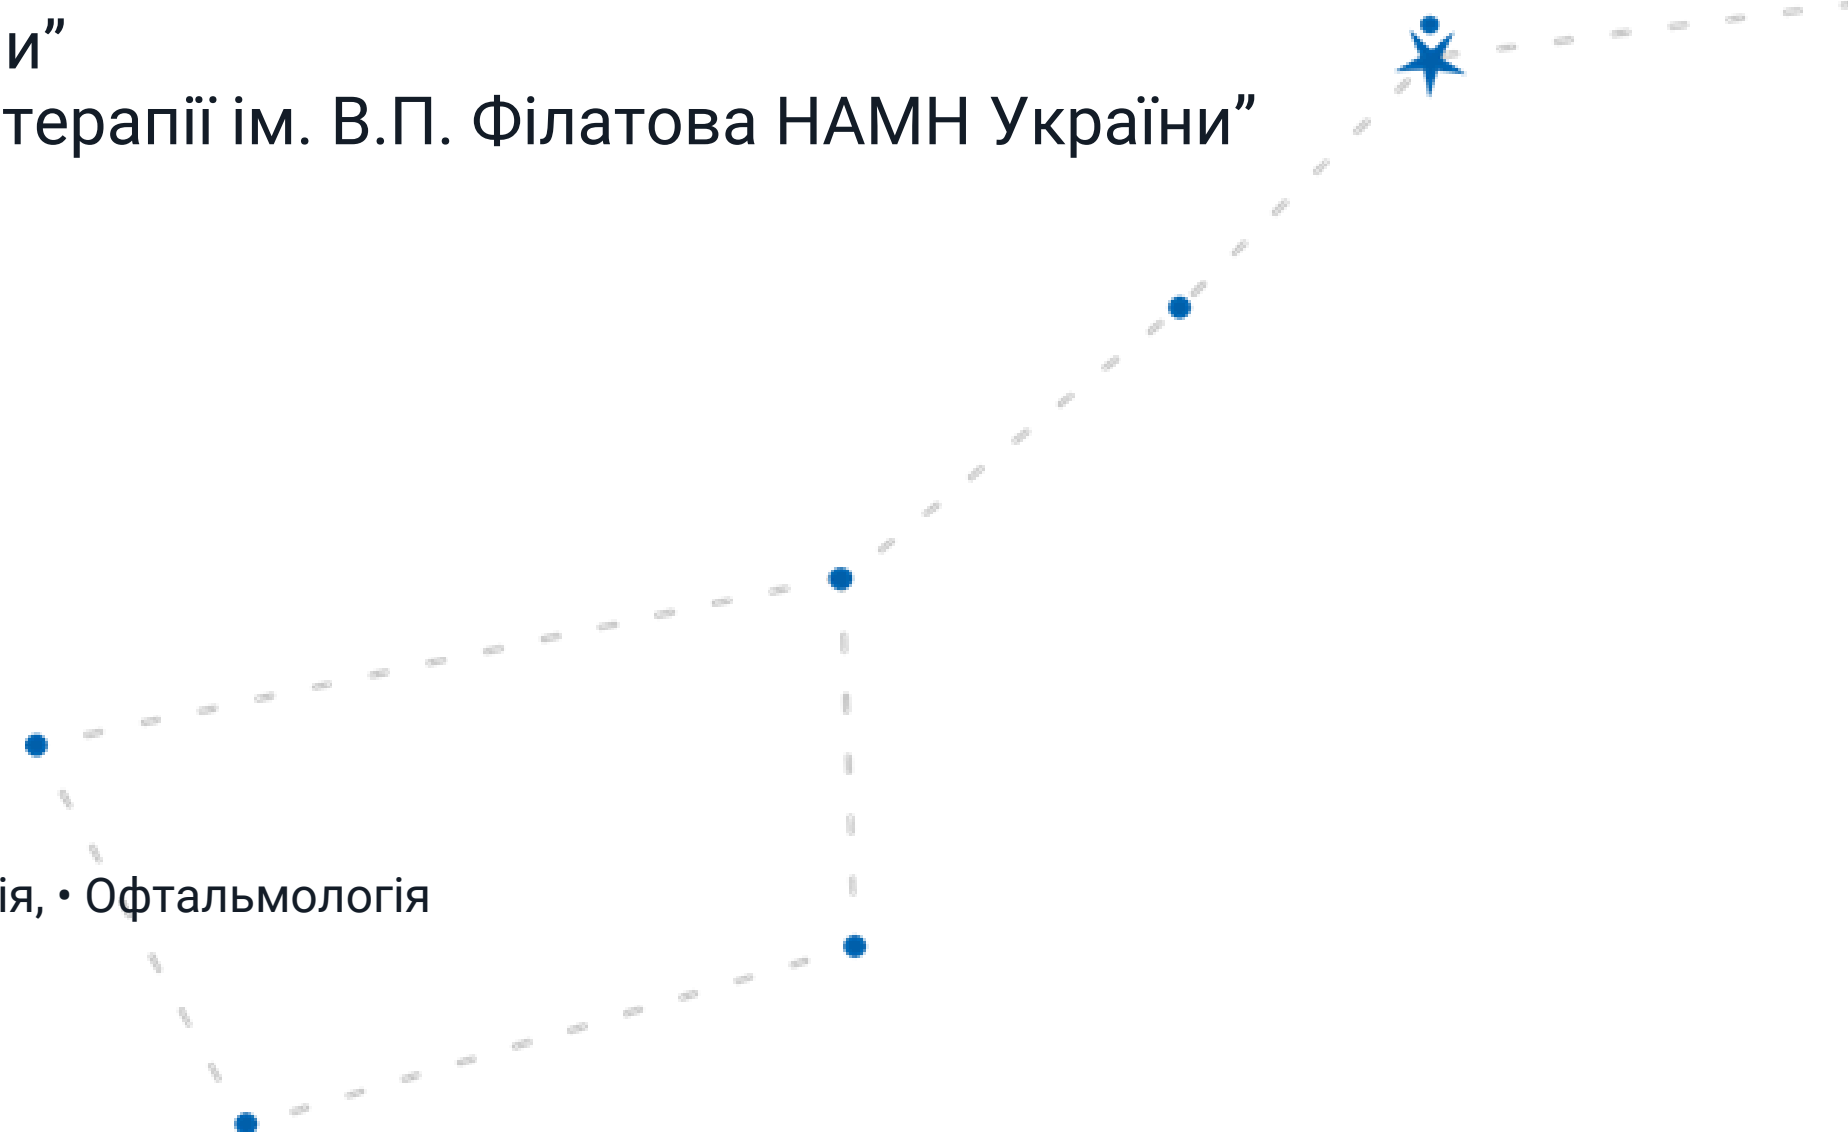 и”
терапії ім. В.П. Філатова НАМН України”
ія, • Офтальмологія